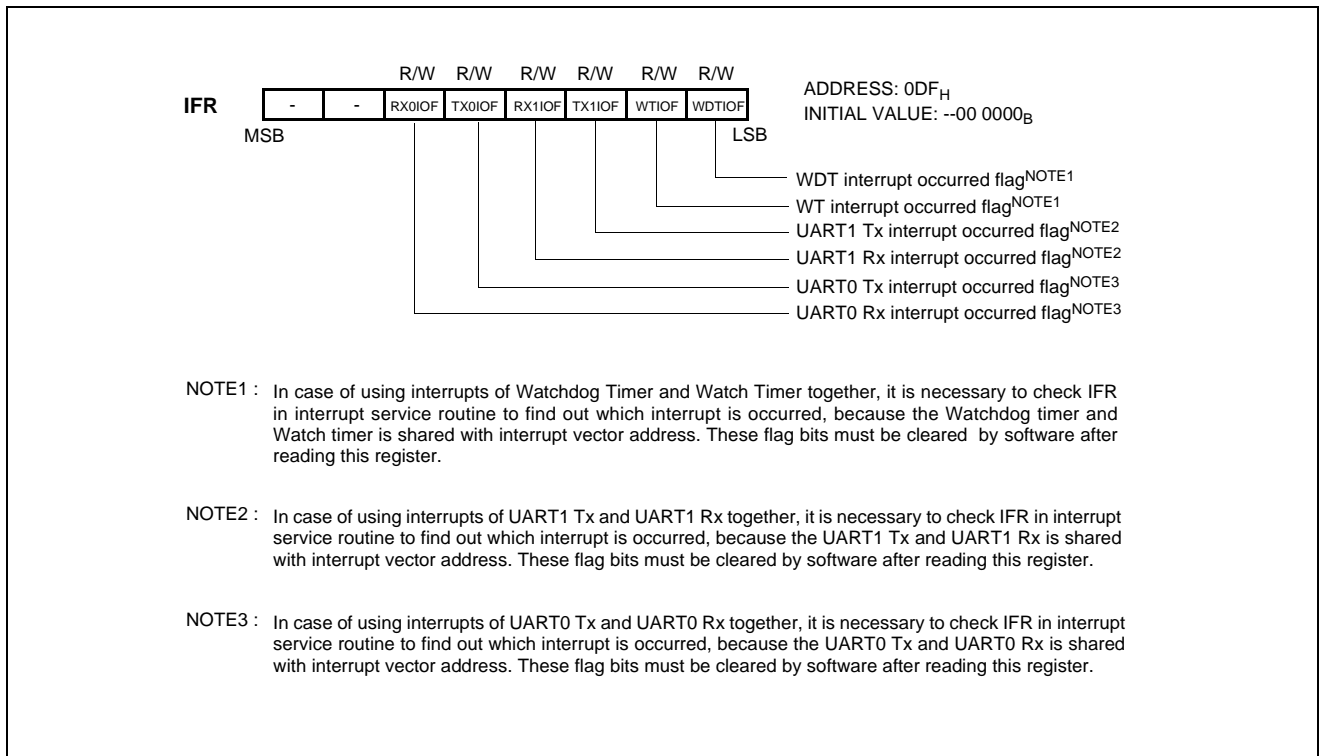 R/W R/W R/W R/W R/W R/W
IFR - - RX0IOF TX0IOF RX1IOF TX1IOF WTIOF WDTIOF
MSB LSB
ADDRESS: 0DFH
INITIAL VALUE: --00 0000B
WDT interrupt occurred flagNOTE1
WT interrupt occurred flagNOTE1
UART1 Tx interrupt occurred flagNOTE2
UART1 Rx interrupt occurred flagNOTE2
UART0 Tx interrupt occurred flagNOTE3
UART0 Rx interrupt occurred flagNOTE3
NOTE1 : In case of using interrupts of Watchdog Timer and Watch Timer together, it is necessary to check IFR
in interrupt service routine to find out which interrupt is occurred, because the Watchdog timer and
Watch timer is shared with interrupt vector address. These flag bits must be cleared by software after
reading this register.
NOTE2 : In case of using interrupts of UART1 Tx and UART1 Rx together, it is necessary to check IFR in interrupt
service routine to find out which interrupt is occurred, because the UART1 Tx and UART1 Rx is shared
with interrupt vector address. These flag bits must be cleared by software after reading this register.
NOTE3 : In case of using interrupts of UART0 Tx and UART0 Rx together, it is necessary to check IFR in interrupt
service routine to find out which interrupt is occurred, because the UART0 Tx and UART0 Rx is shared
with interrupt vector address. These flag bits must be cleared by software after reading this register.